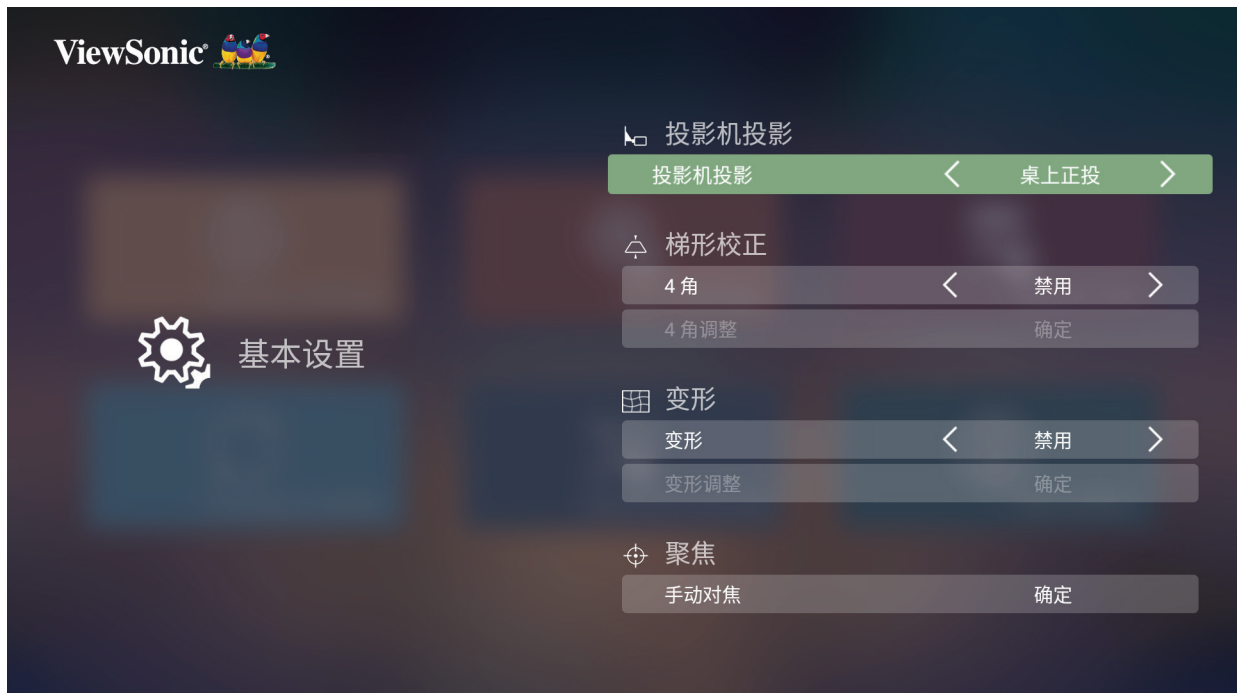 ViewSonic®
投影机投影
投影机投影 桌上正投
梯形校正
4 角 禁用
4 角调整 确定
基本设置
变形
变形 禁用
变形调整 确定
聚焦
手动对焦 确定